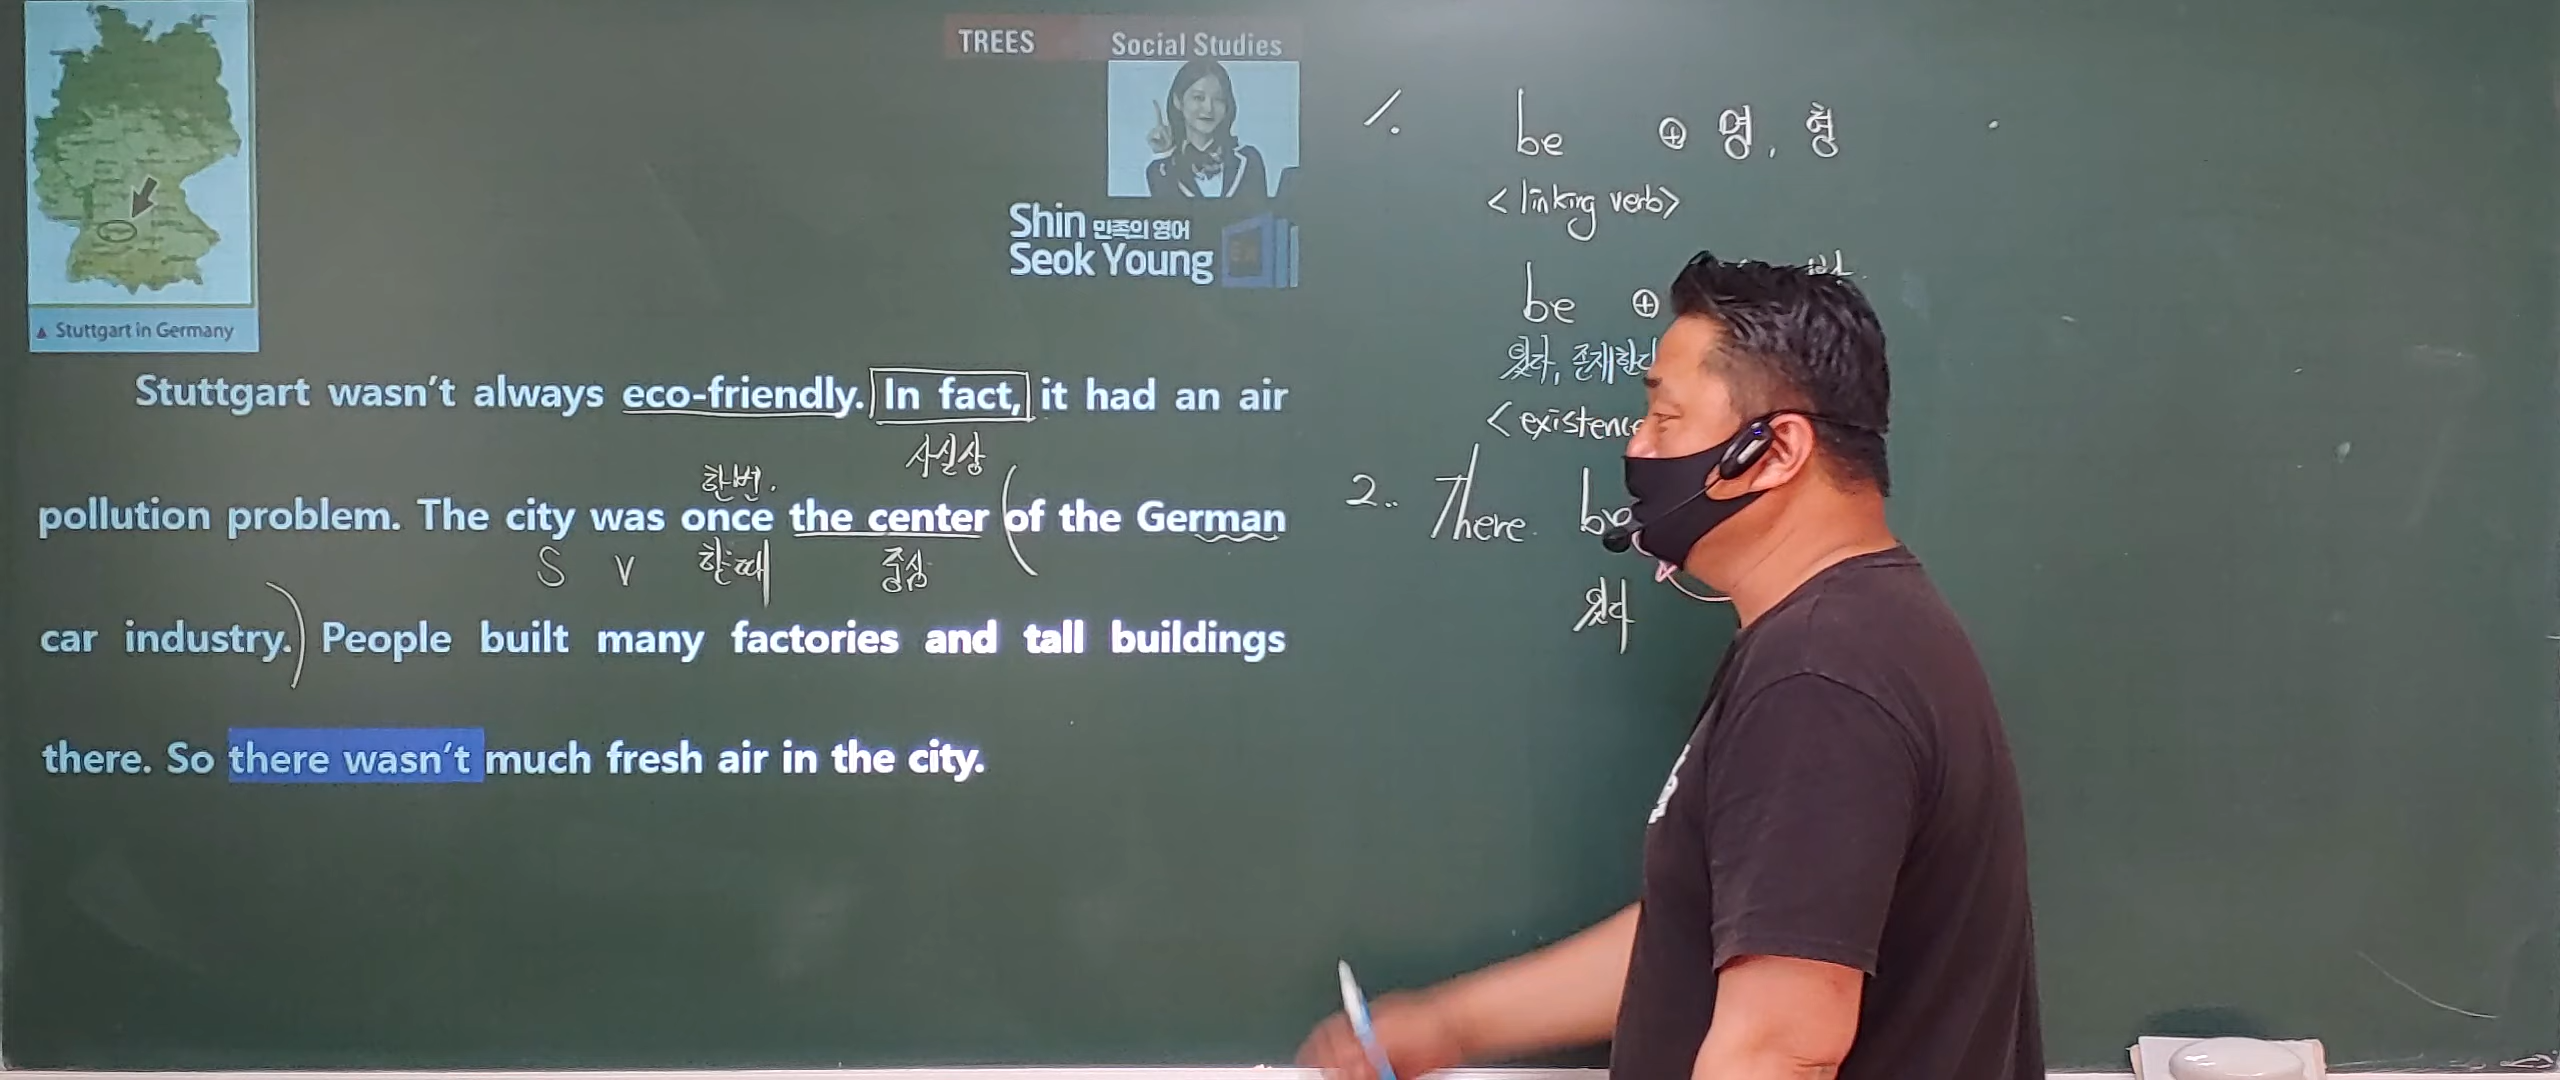 TREES Social Studies
Shin 민족의 영어
Seok Young
▲ Stuttgart in Germany
Stuttgart wasn't always eco-friendly. In fact, it had an air
사실상
한번.
pollution problem. The city was once the center of the German
S V 한때 중심
car industry. People built many factories and tall buildings
there. So there wasn't much fresh air in the city.
1. be ⊕ 명, 형
<linking verb>
be ⊕
있다, 존재한다
<existence
2.. There be
있다